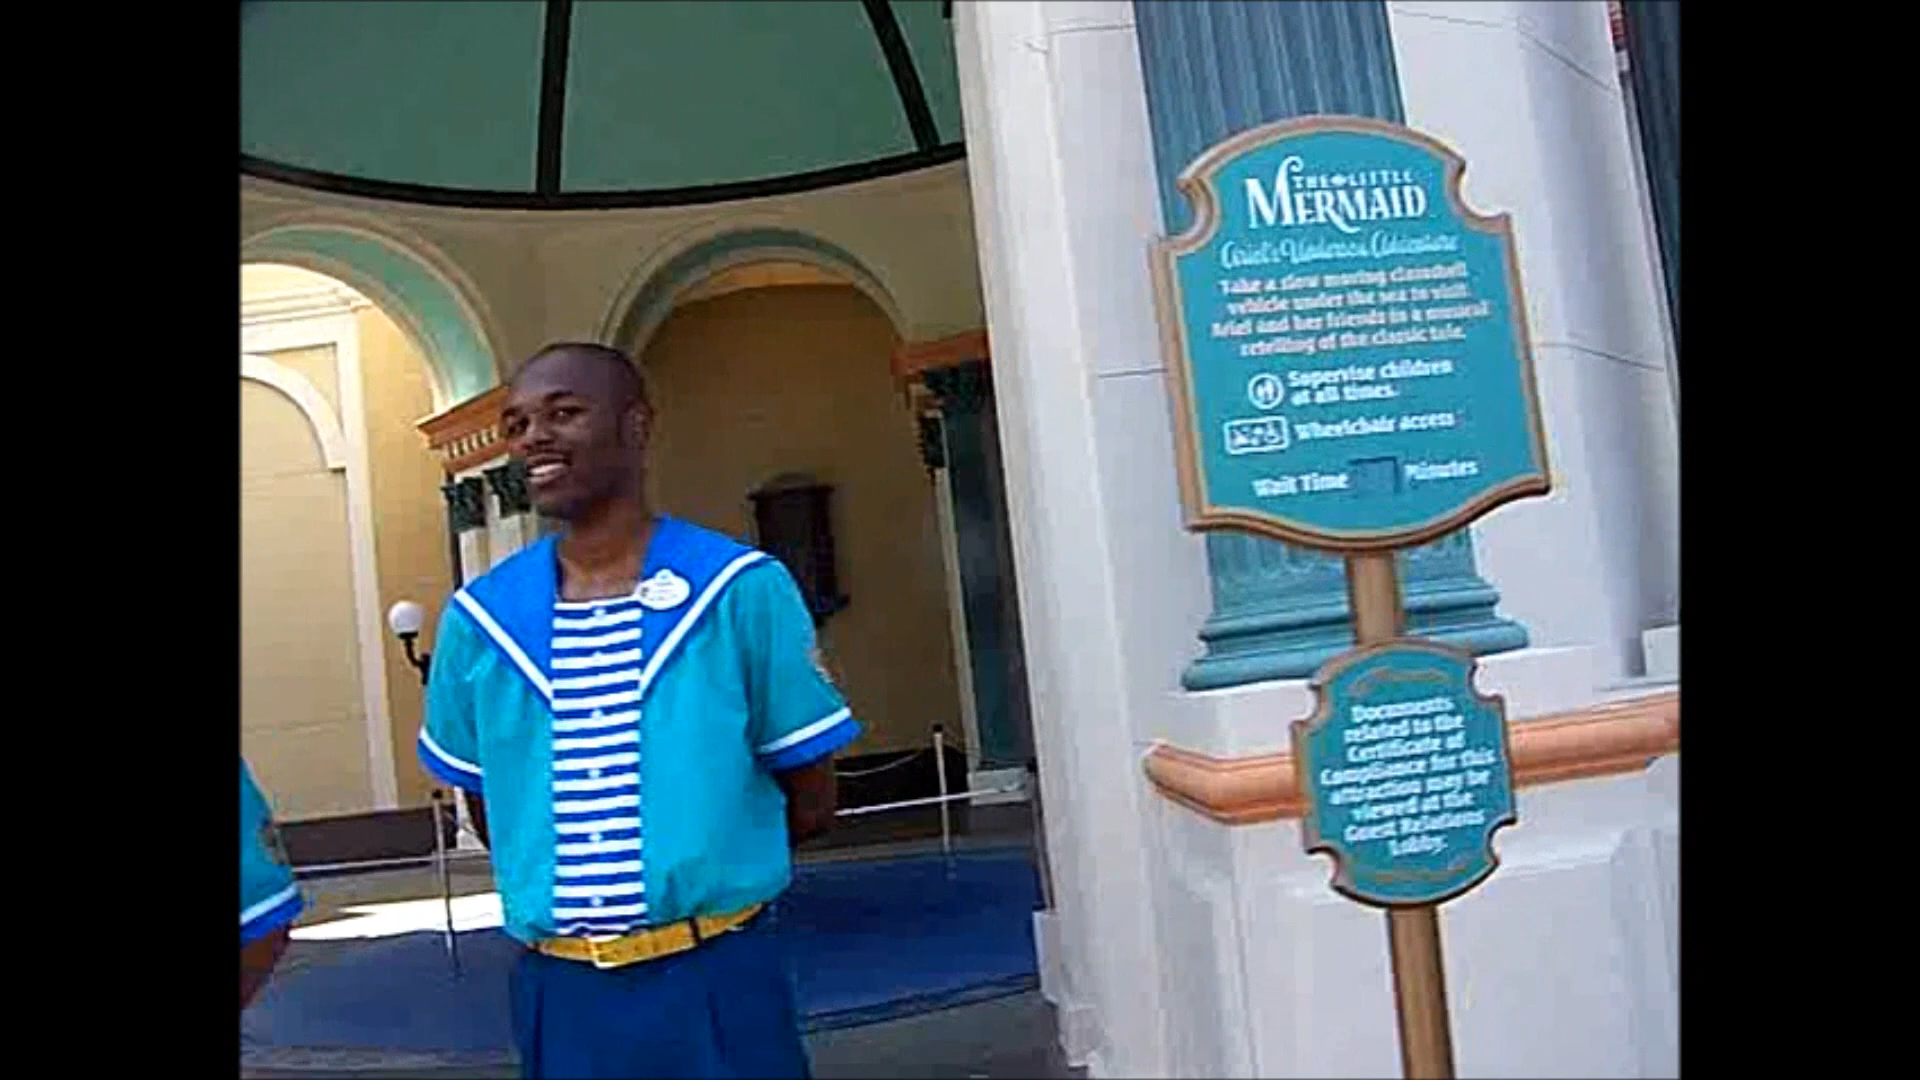 THE LITTLE
MERMAID
Ariel's Undersea Adventure
Take a slow moving clamshell
vehicle under the sea to visit
Ariel and her friends in a musical
retelling of the classic tale.
Supervise children
at all times.
Wheelchair access
Wait Time Minutes
Documents
related to the
Certificate of
Compliance for this
attraction may be
viewed at the
Guest Relations
Lobby.